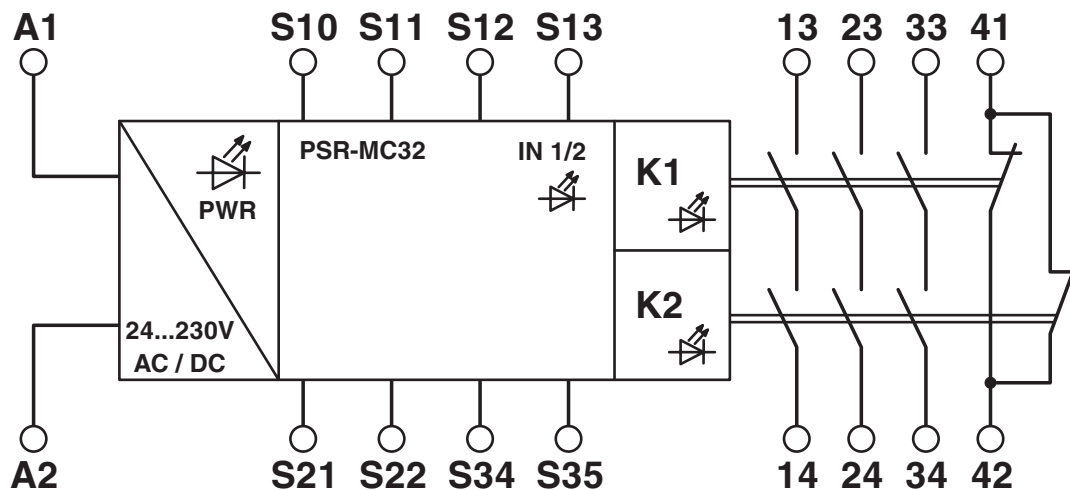 A1 S10 S11 S12 S13 13 23 33 41
PSR-MC32 IN 1/2
K1
PWR
K2
24...230V
AC / DC
A2 S21 S22 S34 S35 14 24 34 42